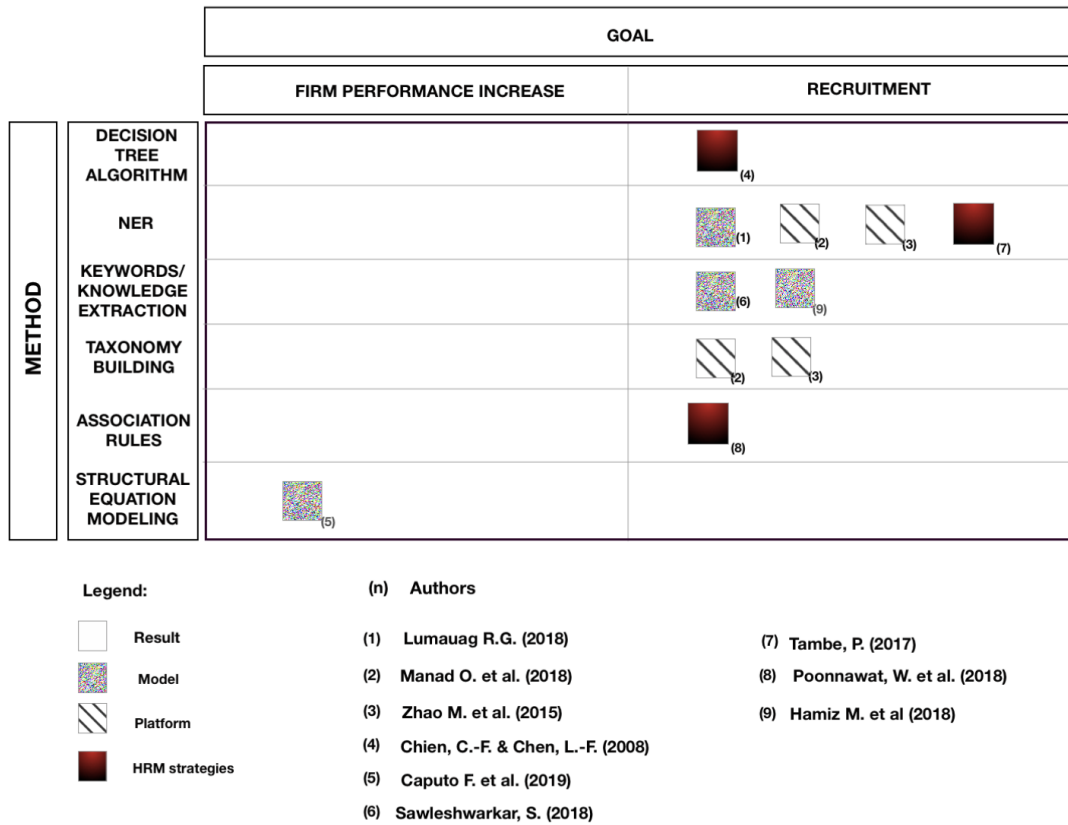 GOAL
FIRM PERFORMANCE INCREASE
RECRUITMENT
METHOD
DECISION
TREE
ALGORITHM
(4)
NER
(1)
(2)
(3)
(7)
KEYWORDS/
KNOWLEDGE
EXTRACTION
(6)
(9)
TAXONOMY
BUILDING
(2)
(3)
ASSOCIATION
RULES
(8)
STRUCTURAL
EQUATION
MODELING
(5)
Legend:
Result
Model
Platform
HRM strategies
(n) Authors
(1) Lumauag R.G. (2018)
(2) Manad O. et al. (2018)
(3) Zhao M. et al. (2015)
(4) Chien, C.-F. & Chen, L.-F. (2008)
(5) Caputo F. et al. (2019)
(6) Sawleshwarkar, S. (2018)
(7) Tambe, P. (2017)
(8) Poonnawat, W. et al. (2018)
(9) Hamiz M. et al (2018)